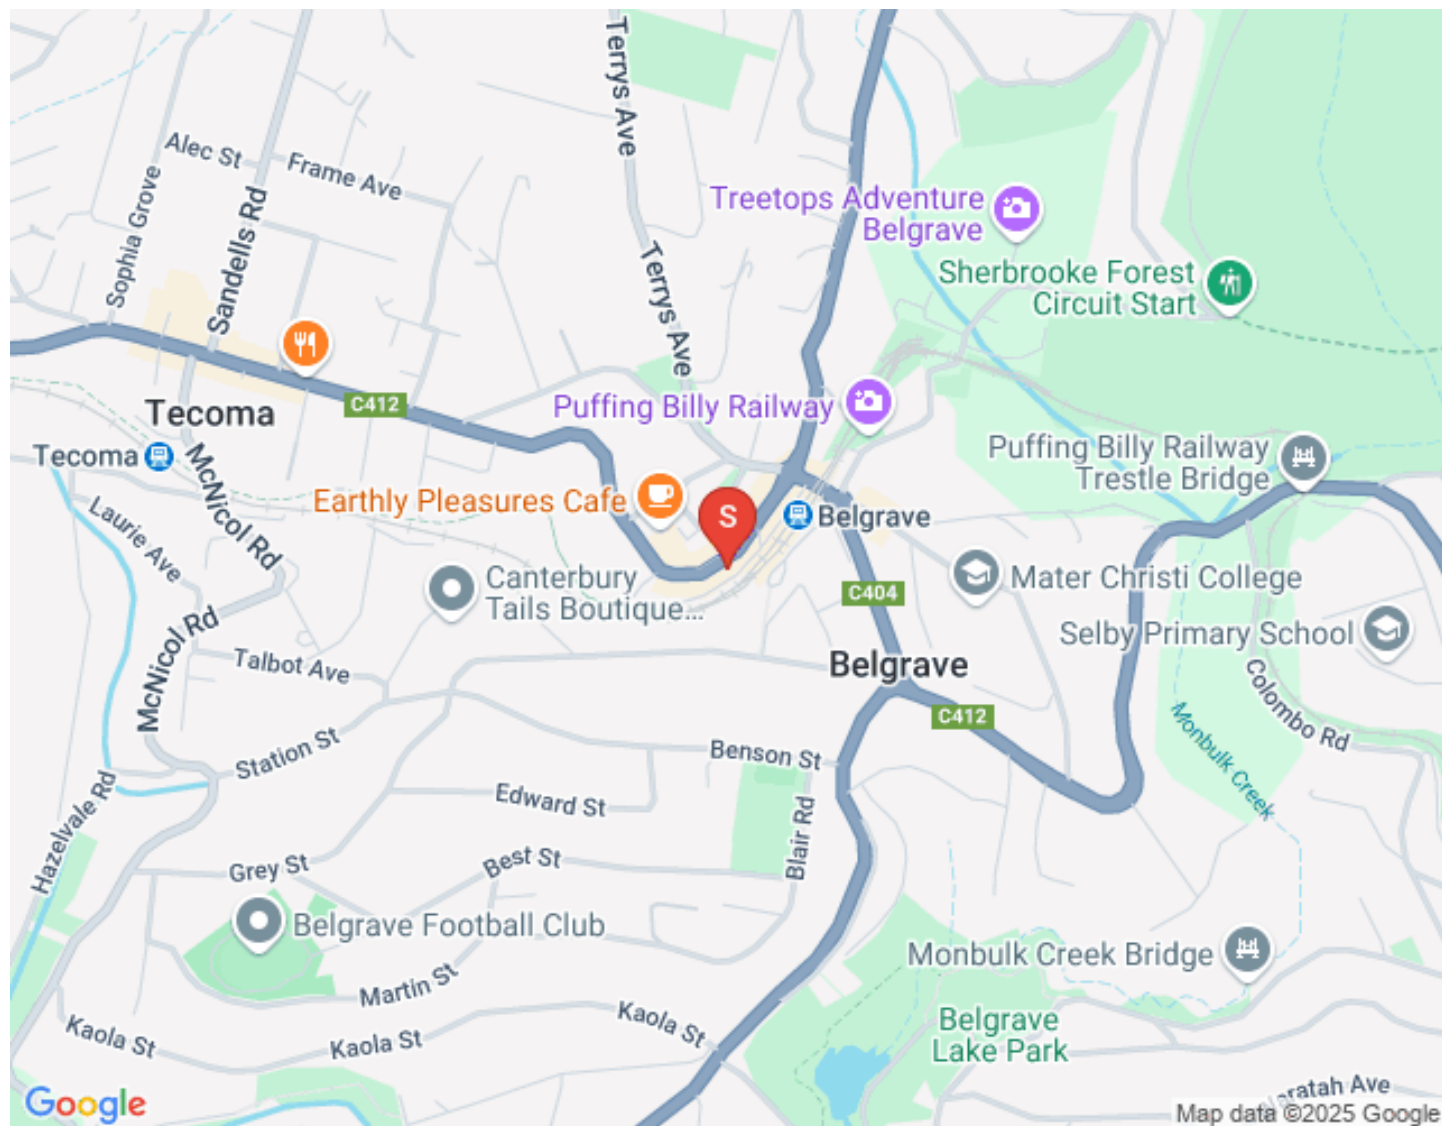 Terrys Ave
Alec St
Frame Ave
Sophia Grove
Sandells Rd
Treetops Adventure
Belgrave
Terrys Ave
Sherbrooke Forest
Circuit Start
C412
Tecoma
Puffing Billy Railway
Tecoma
McNicol Rd
Puffing Billy Railway
Trestle Bridge
Earthly Pleasures Cafe
S
Belgrave
Laurie Ave
Canterbury
Tails Boutique...
C404
Mater Christi College
McNicol Rd
Selby Primary School
Talbot Ave
Belgrave
C412
Colombo Rd
Monbulk Creek
Station St
Benson St
Hazelvale Rd
Edward St
Blair Rd
Grey St
Best St
Belgrave Football Club
Monbulk Creek Bridge
Martin St
Kaola St
Kaola St
Kaola St
Belgrave
Lake Park
Google
Map data ©2025 Google